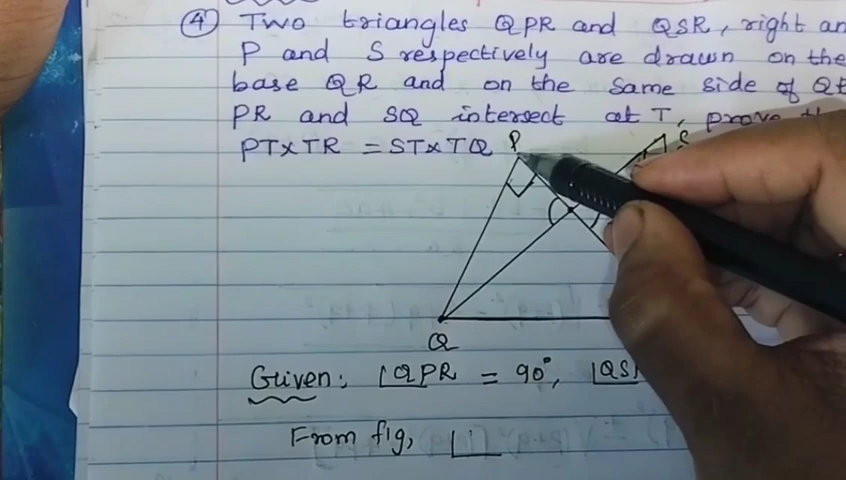 4 Two triangles QPR and QSR, right an
P and S respectively are drawn on the
base QR and on the same side of
PR and SQ intersect at T, prove
PT×TR = ST×TQ
P
S
Q
Given: ∠QPR = 90°, ∠QS
From fig, ∠